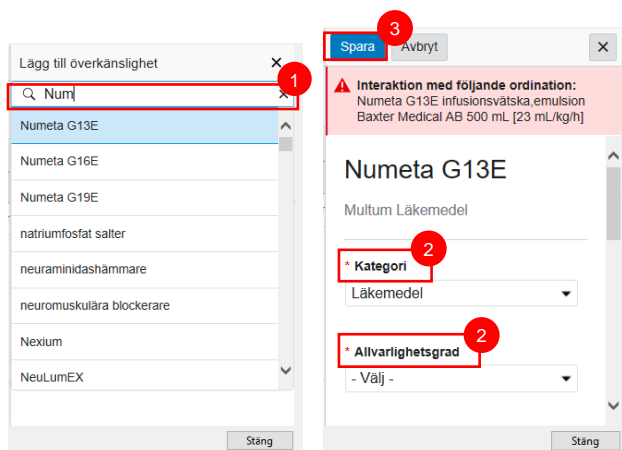 Lägg till överkänslighet
1
Num
Numeta G13E
Numeta G16E
Numeta G19E
natriumfosfat salter
neuraminidashämmare
neuromuskulära blockerare
Nexium
NeuLumEX
Stäng
3
Spara Avbryt
Interaktion med följande ordination:
Numeta G13E infusionsvätska,emulsion
Baxter Medical AB 500 mL [23 mL/kg/h]
Numeta G13E
Multum Läkemedel
2
* Kategori
Läkemedel
2
* Allvarlighetsgrad
- Välj -
Stäng